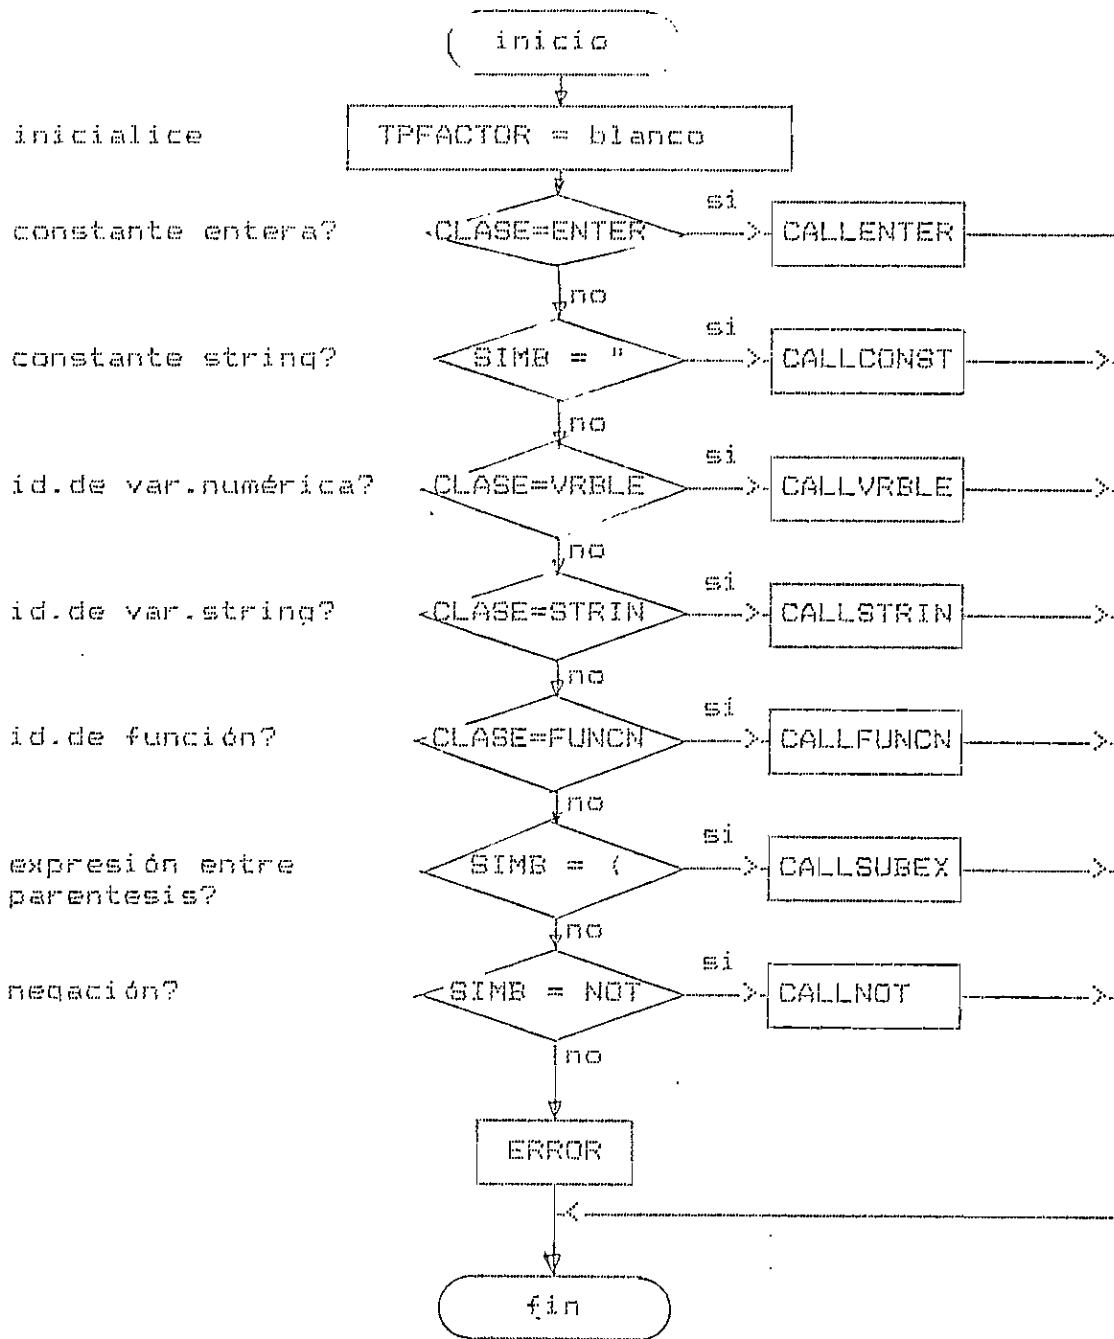 inicio
inicialice TPFACTOR = blanco
si
constante entera? CLASE=ENTER CALLENTER
no
si
constante string? SIMB = " CALLCONST
no
si
id.de var.numérica? CLASE=VRBLE CALLVRBLE
no
si
id.de var.string? CLASE=STRIN CALLSTRIN
no
si
id.de función? CLASE=FUNCN CALLFUNCN
no
si
expresión entre SIMB = ( CALLSUBEX
parentesis?
no
si
negación? SIMB = NOT CALLNOT
no
ERROR
fin